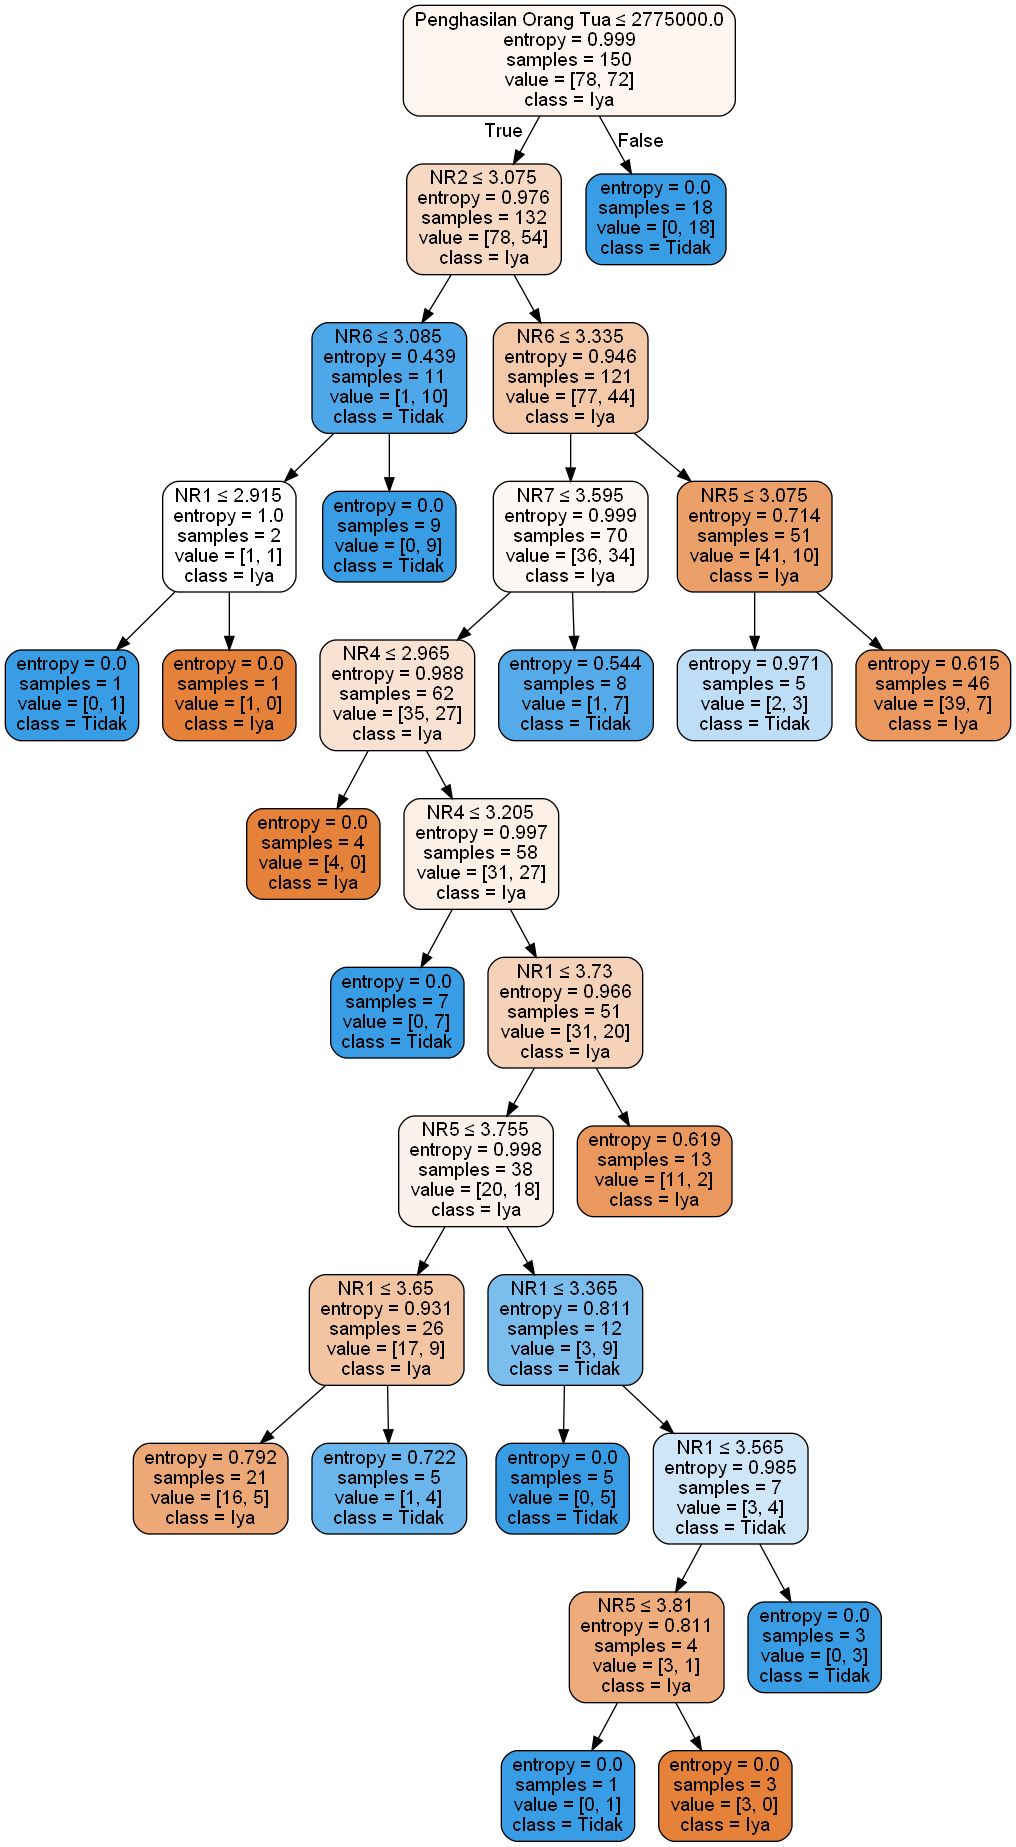 Penghasilan Orang Tua ≤ 2775000.0
entropy = 0.999
samples = 150
value = [78, 72]
class = Iya
True
False
NR2 ≤ 3.075
entropy = 0.976
samples = 132
value = [78, 54]
class = Iya
entropy = 0.0
samples = 18
value = [0, 18]
class = Tidak
NR6 ≤ 3.085
entropy = 0.439
samples = 11
value = [1, 10]
class = Tidak
NR6 ≤ 3.335
entropy = 0.946
samples = 121
value = [77, 44]
class = Iya
NR1 ≤ 2.915
entropy = 1.0
samples = 2
value = [1, 1]
class = Iya
entropy = 0.0
samples = 9
value = [0, 9]
class = Tidak
NR7 ≤ 3.595
entropy = 0.999
samples = 70
value = [36, 34]
class = Iya
NR5 ≤ 3.075
entropy = 0.714
samples = 51
value = [41, 10]
class = Iya
entropy = 0.0
samples = 1
value = [0, 1]
class = Tidak
entropy = 0.0
samples = 1
value = [1, 0]
class = Iya
NR4 ≤ 2.965
entropy = 0.988
samples = 62
value = [35, 27]
class = Iya
entropy = 0.544
samples = 8
value = [1, 7]
class = Tidak
entropy = 0.971
samples = 5
value = [2, 3]
class = Tidak
entropy = 0.615
samples = 46
value = [39, 7]
class = Iya
entropy = 0.0
samples = 4
value = [4, 0]
class = Iya
NR4 ≤ 3.205
entropy = 0.997
samples = 58
value = [31, 27]
class = Iya
entropy = 0.0
samples = 7
value = [0, 7]
class = Tidak
NR1 ≤ 3.73
entropy = 0.966
samples = 51
value = [31, 20]
class = Iya
NR5 ≤ 3.755
entropy = 0.998
samples = 38
value = [20, 18]
class = Iya
entropy = 0.619
samples = 13
value = [11, 2]
class = Iya
NR1 ≤ 3.65
entropy = 0.931
samples = 26
value = [17, 9]
class = Iya
NR1 ≤ 3.365
entropy = 0.811
samples = 12
value = [3, 9]
class = Tidak
entropy = 0.792
samples = 21
value = [16, 5]
class = Iya
entropy = 0.722
samples = 5
value = [1, 4]
class = Tidak
entropy = 0.0
samples = 5
value = [0, 5]
class = Tidak
NR1 ≤ 3.565
entropy = 0.985
samples = 7
value = [3, 4]
class = Tidak
NR5 ≤ 3.81
entropy = 0.811
samples = 4
value = [3, 1]
class = Iya
entropy = 0.0
samples = 3
value = [0, 3]
class = Tidak
entropy = 0.0
samples = 1
value = [0, 1]
class = Tidak
entropy = 0.0
samples = 3
value = [3, 0]
class = Iya